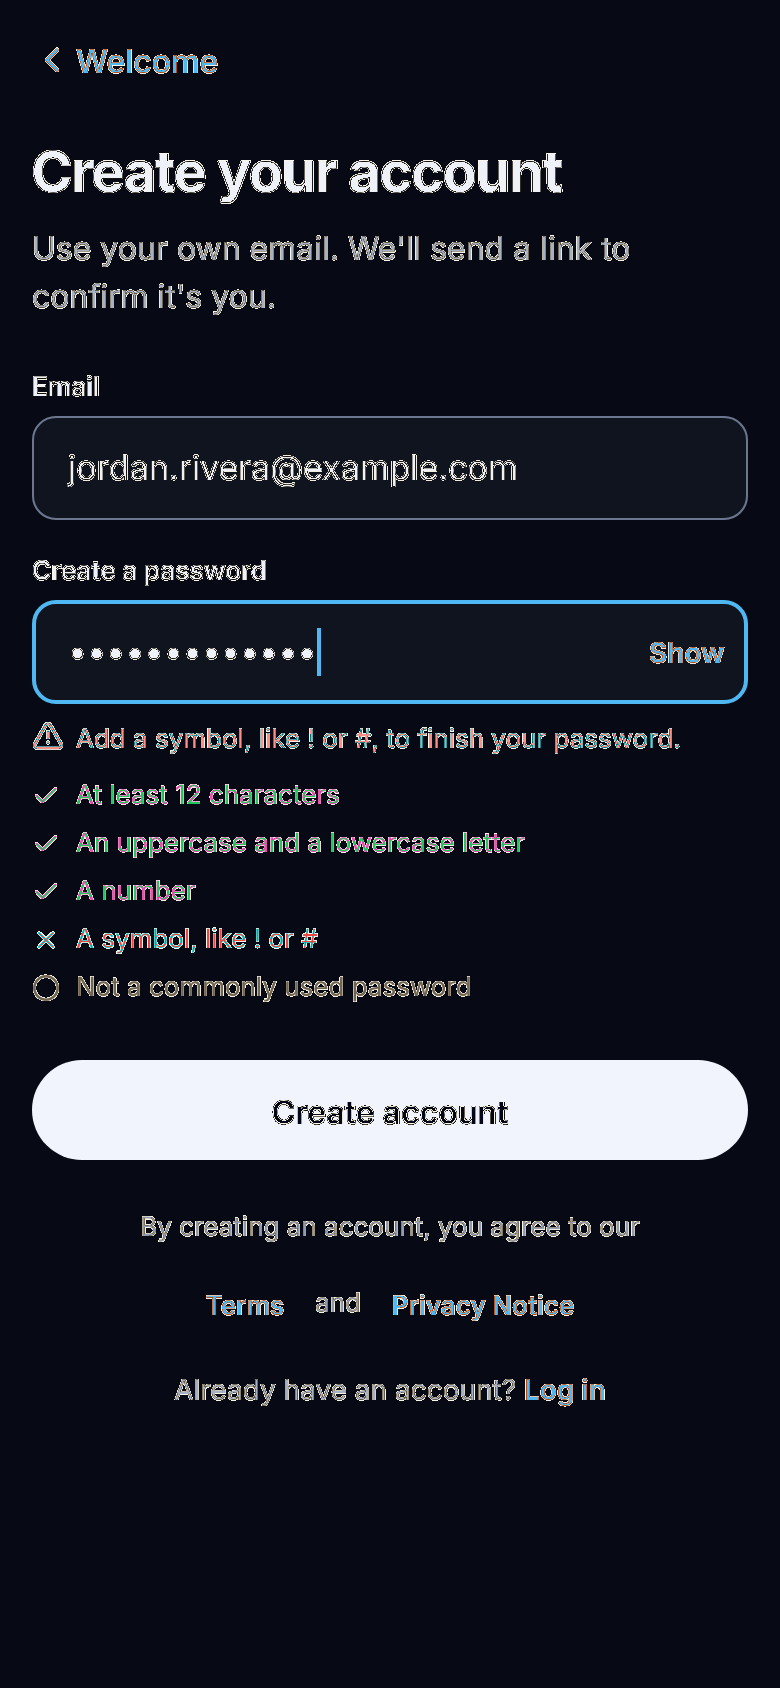 Welcome
Create your account
Use your own email. We'll send a link to
confirm it's you.
Email
jordan.rivera@example.com
Create a password
•••••••••••••
Show
Add a symbol, like ! or #, to finish your password.
At least 12 characters
An uppercase and a lowercase letter
A number
A symbol, like ! or #
Not a commonly used password
Create account
By creating an account, you agree to our
Terms and Privacy Notice
Already have an account? Log in